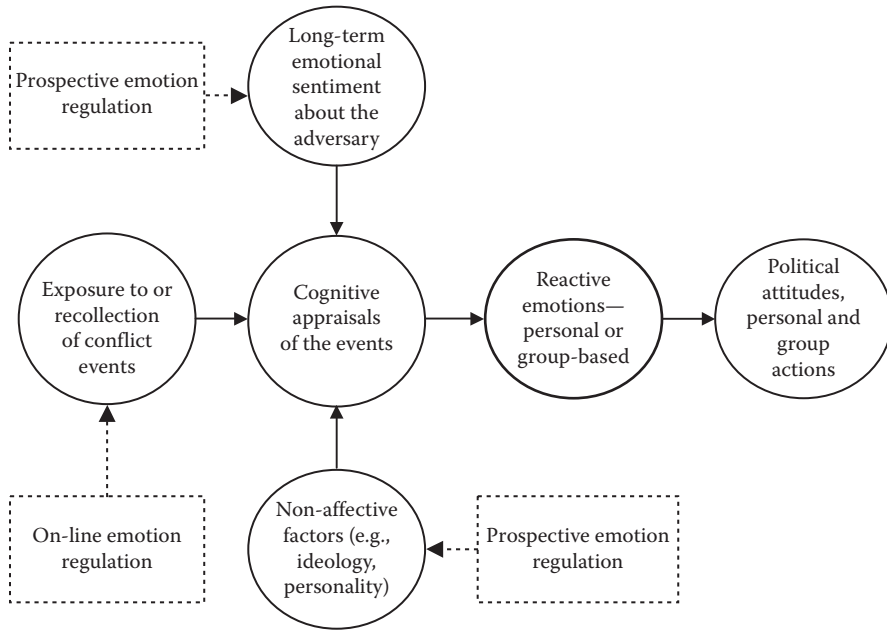 Long-term
emotional
sentiment
about the
adversary
Prospective emotion
regulation
Exposure to or
recollection
of conflict
events
Cognitive
appraisals
of the events
Reactive
emotions—
personal or
group-based
Political
attitudes,
personal and
group
actions
On-line emotion
regulation
Non-affective
factors (e.g.,
ideology,
personality)
Prospective emotion
regulation